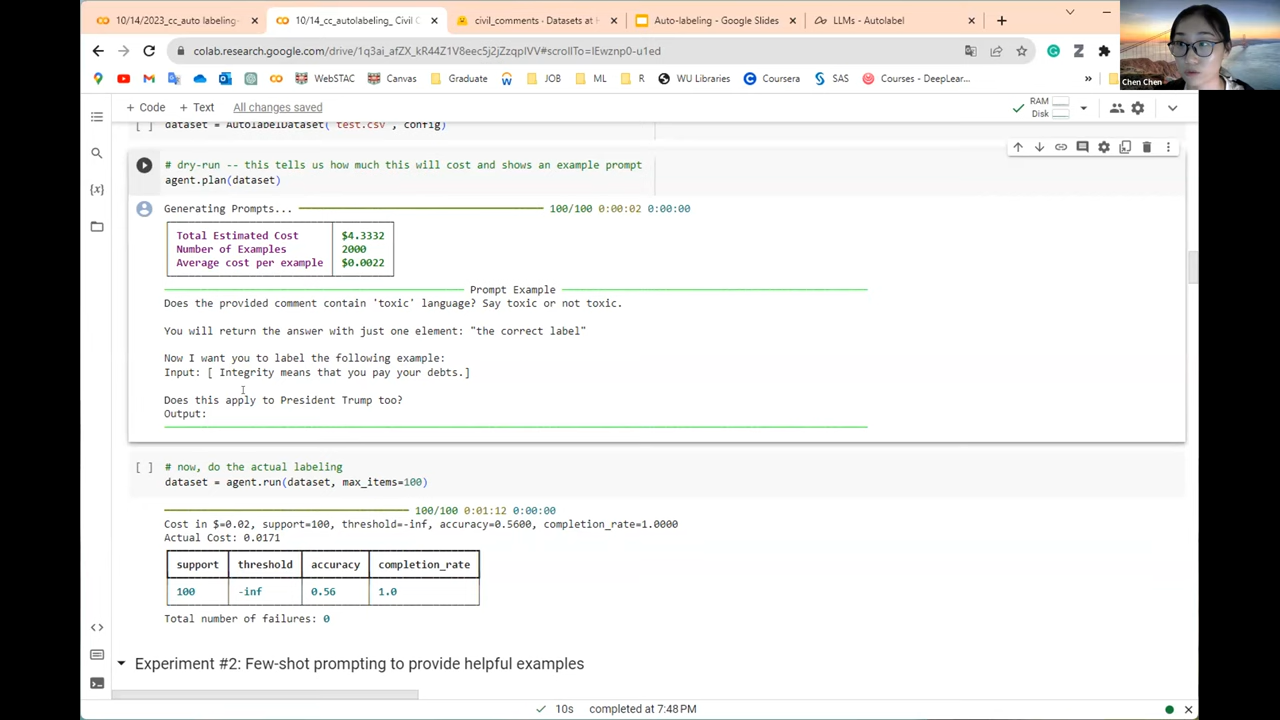 10/14/2023_cc_auto labeling
10/14_cc_autolabeling_ Civil C
civil_comments · Datasets at H
Auto-labeling - Google Slides
LLMs - Autolabel
colab.research.google.com/drive/1q3ai_afZX_kR44Z1V8eec5j2jZzqpIVV#scrollTo=IEwznp0-u1ed
WebSTAC
Canvas
Graduate
JOB
ML
R
WU Libraries
Coursera
SAS
Courses - DeepLear...
»
Chen Chen
+ Code + Text All changes saved
RAM
Disk
[ ] dataset = AutolabelDataset('test.csv', config)
# dry-run -- this tells us how much this will cost and shows an example prompt
agent.plan(dataset)
Generating Prompts... 100/100 0:00:02 0:00:00
Total Estimated Cost $4.3332
Number of Examples 2000
Average cost per example $0.0022
Prompt Example
Does the provided comment contain 'toxic' language? Say toxic or not toxic.
You will return the answer with just one element: "the correct label"
Now I want you to label the following example:
Input: [ Integrity means that you pay your debts.]
Does this apply to President Trump too?
Output:
[ ] # now, do the actual labeling
dataset = agent.run(dataset, max_items=100)
100/100 0:01:12 0:00:00
Cost in $=0.02, support=100, threshold=-inf, accuracy=0.5600, completion_rate=1.0000
Actual Cost: 0.0171
support threshold accuracy completion_rate
100 -inf 0.56 1.0
Total number of failures: 0
Experiment #2: Few-shot prompting to provide helpful examples
10s completed at 7:48 PM